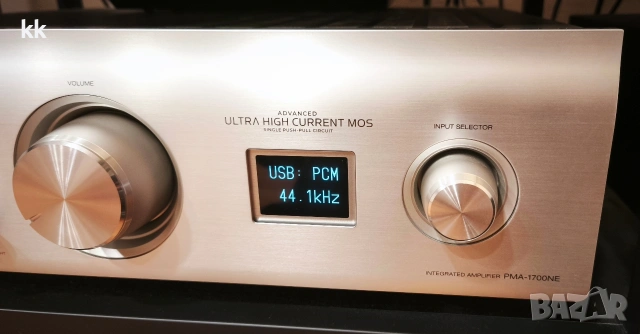 kk
VOLUME
ADVANCED
ULTRA HIGH CURRENT MOS
SINGLE PUSH-PULL CIRCUIT
INPUT SELECTOR
USB: PCM
44.1kHz
INTEGRATED AMPLIFIER PMA-1700NE
BAZAR